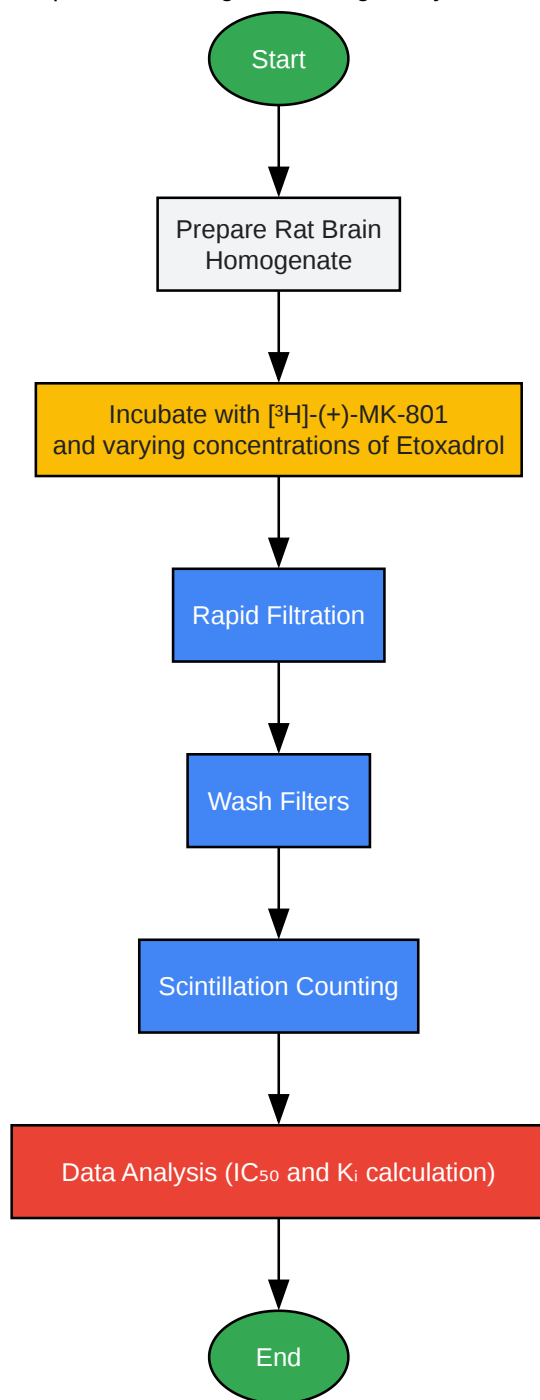 Start
Prepare Rat Brain
Homogenate
Incubate with [³H]-(+)-MK-801
and varying concentrations of Etoxadrol
Rapid Filtration
Wash Filters
Scintillation Counting
Data Analysis (IC₅₀ and Kᵢ calculation)
End